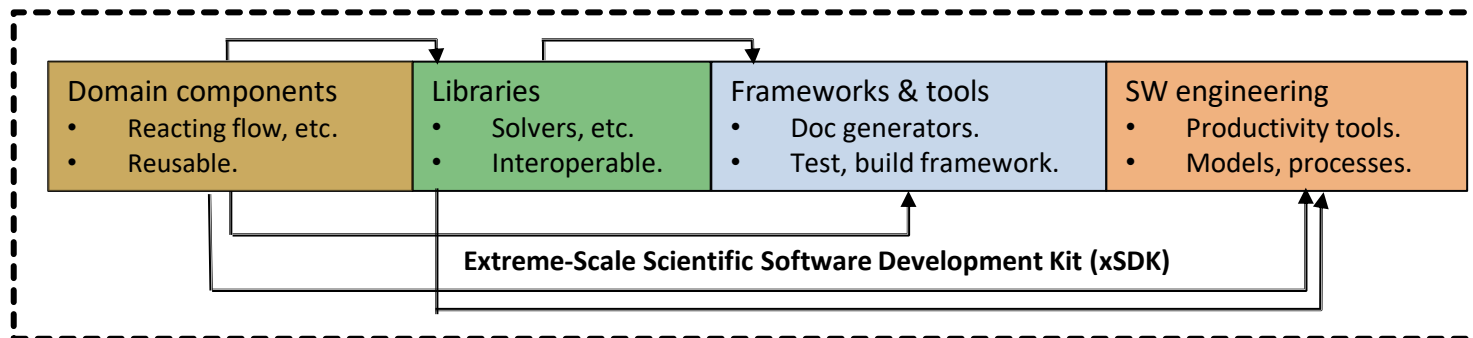 Domain components
• Reacting flow, etc.
• Reusable.
Libraries
• Solvers, etc.
• Interoperable.
Frameworks & tools
• Doc generators.
• Test, build framework.
SW engineering
• Productivity tools.
• Models, processes.
Extreme-Scale Scientific Software Development Kit (xSDK)